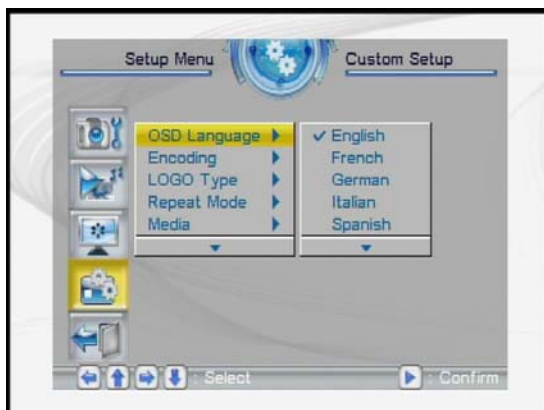 Setup Menu
Custom Setup
OSD Language
Encoding
LOGO Type
Repeat Mode
Media
✓ English
French
German
Italian
Spanish
: Select
: Confirm